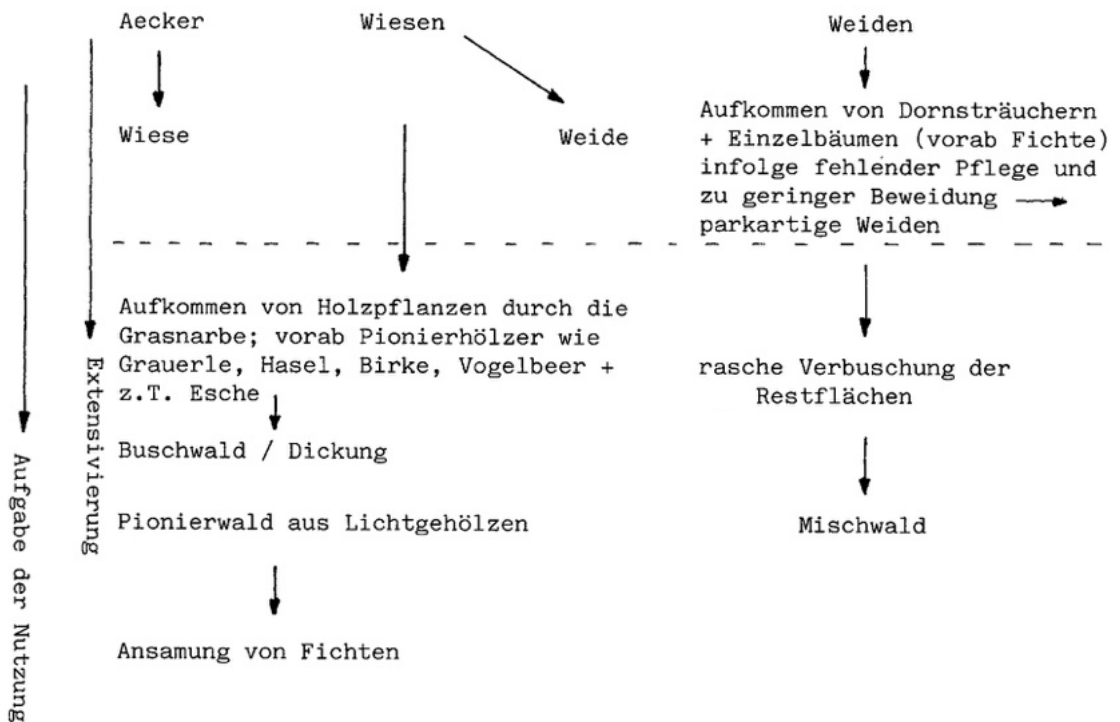 Aecker
Wiesen
Weiden
Wiese
Weide
Aufkommen von Dornsträuchern
+ Einzelbäumen (vorab Fichte)
infolge fehlender Pflege und
zu geringer Beweidung
parkartige Weiden
Aufkommen von Holzpflanzen durch die
Grasnarbe; vorab Pionierhölzer wie
Grauerle, Hasel, Birke, Vogelbeer +
z.T. Esche
rasche Verbuschung der
Restflächen
Buschwald / Dickung
Pionierwald aus Lichtgehölzen
Mischwald
Ansamung von Fichten
Extensivierung
Aufgabe der Nutzung